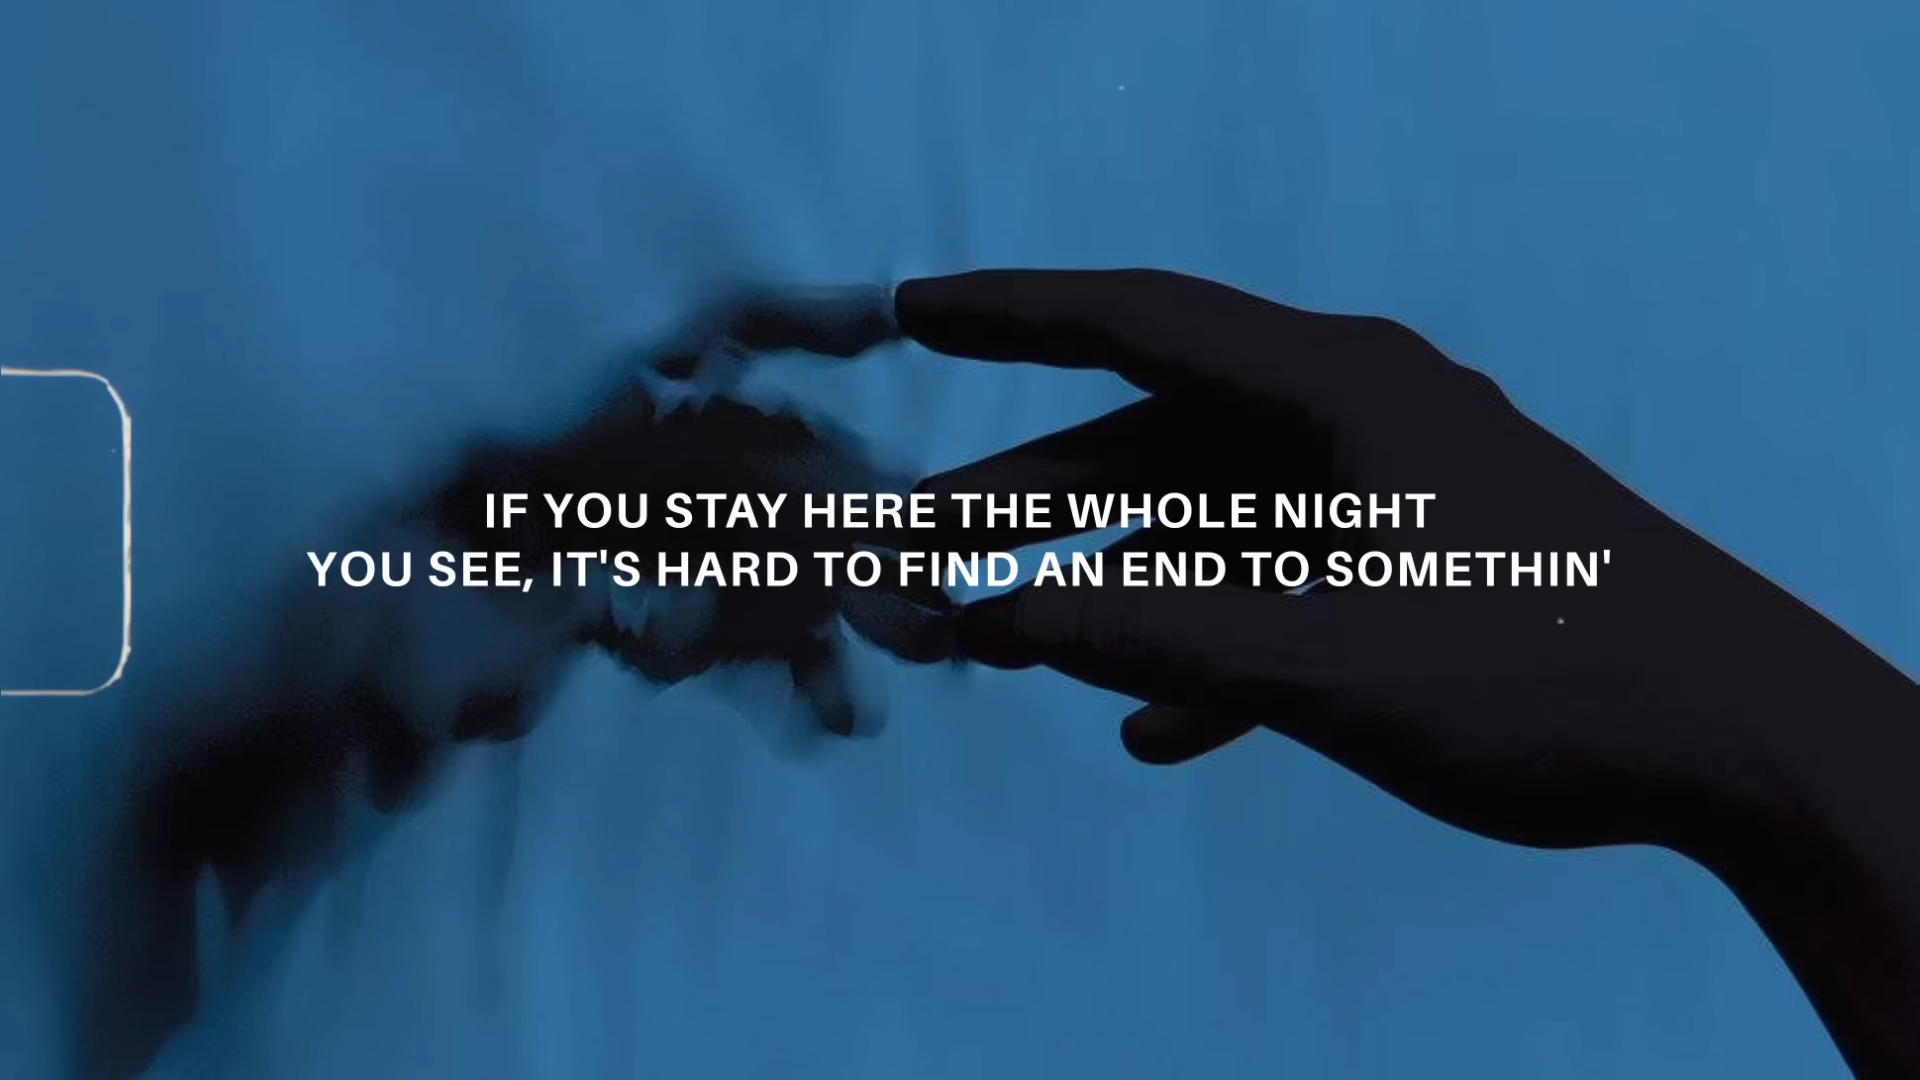 IF YOU STAY HERE THE WHOLE NIGHT
YOU SEE, IT'S HARD TO FIND AN END TO SOMETHIN'